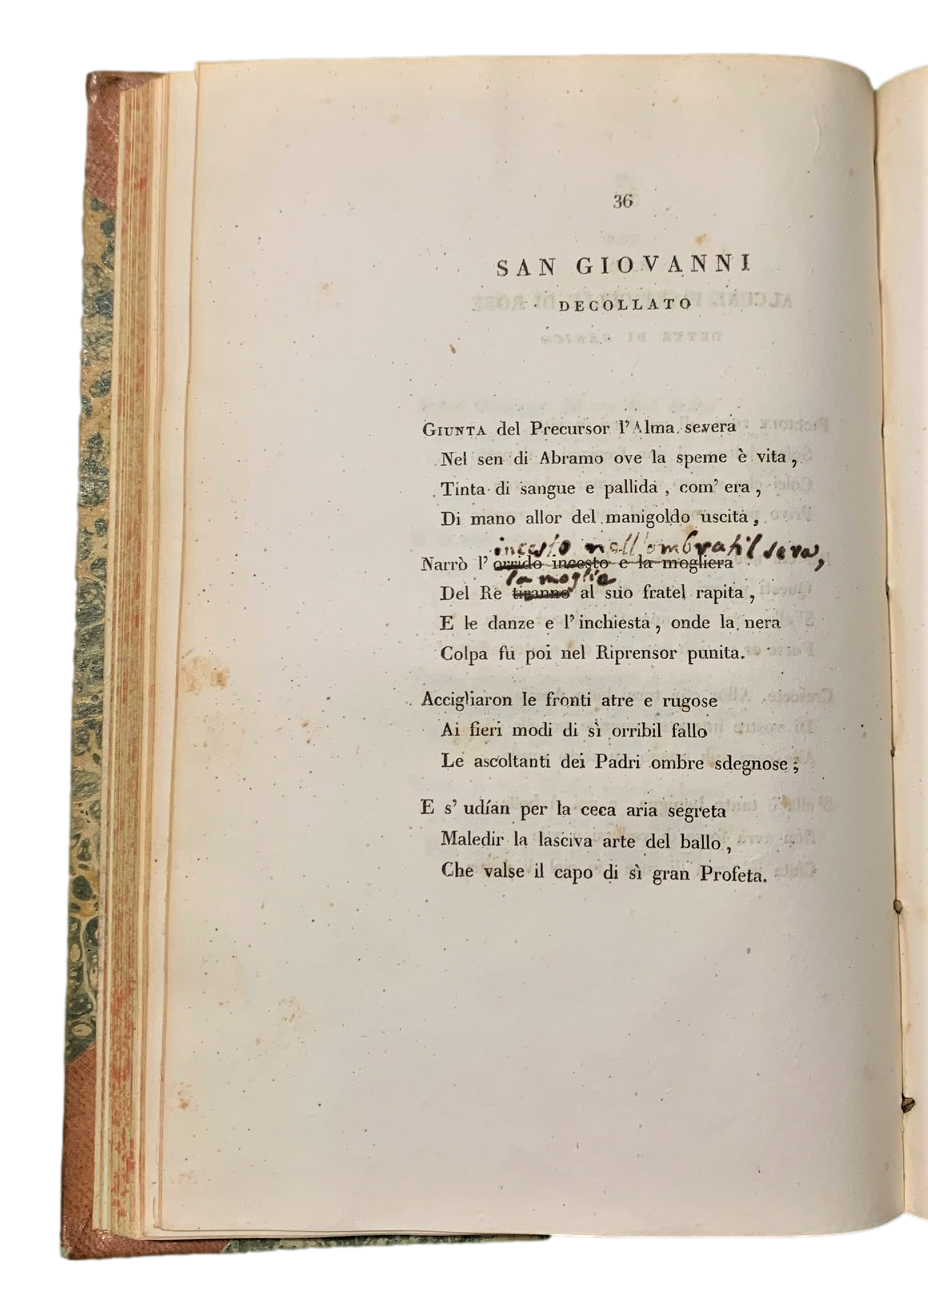 36
SAN GIOVANNI
DECOLLATO
GIUNTA del Precursor l'Alma severa
Nel sen di Abramo ove la speme è vita,
Tinta di sangue e pallida, com' era,
Di mano allor del manigoldo uscita,
incesto nell'ombratil sera,
Narrò l' orrido incesto e la mogliera
la moglie
Del Re tiranno al suo fratel rapita,
E le danze e l'inchiesta, onde la nera
Colpa fu poi nel Riprensor punita.
Accigliaron le fronti atre e rugose
Ai fieri modi di sì orribil fallo
Le ascoltanti dei Padri ombre sdegnose;
E s' udían per la ceca aria segreta
Maledir la lasciva arte del ballo,
Che valse il capo di sì gran Profeta.